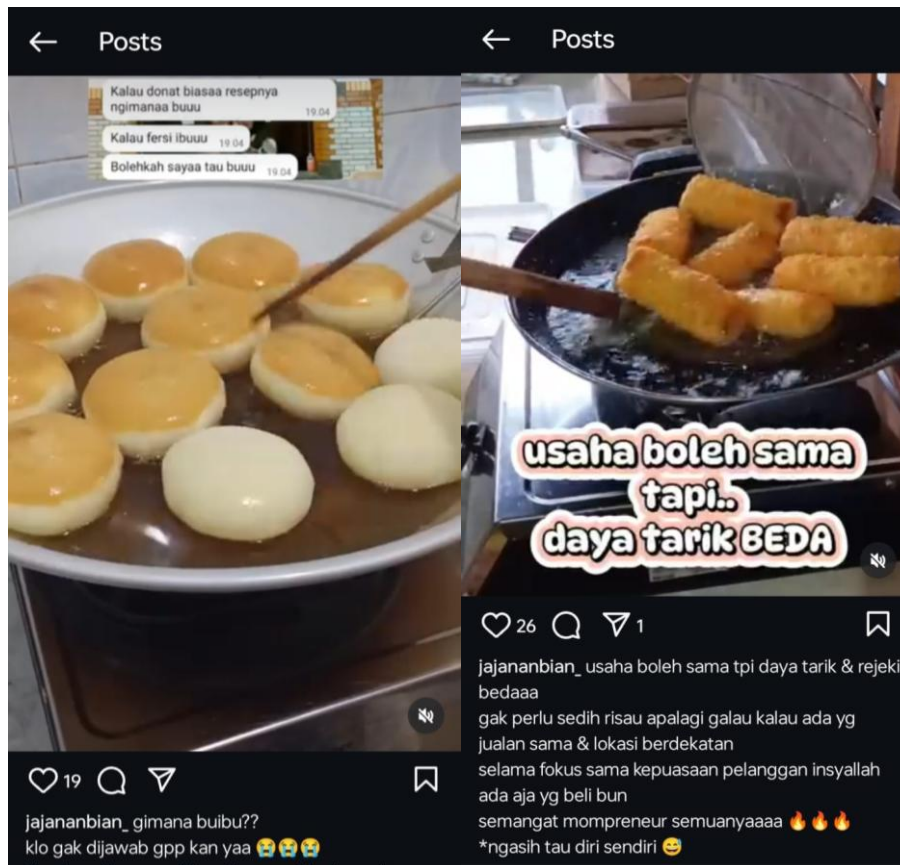 Posts
Kalau donat biasaa resepnya
ngimanaa buuu
19.04
Kalau fersi ibuuu 19.04
Bolehkah sayaa tau buuu 19.04
19
jajananbian_ gimana buibu??
klo gak dijawab gpp kan yaa 😭😭😭
Posts
usaha boleh sama
tapi..
daya tarik BEDA
26 1
jajananbian_ usaha boleh sama tpi daya tarik & rejeki
bedaaa
gak perlu sedih risau apalagi galau kalau ada yg
jualan sama & lokasi berdekatan
selama fokus sama kepuasaan pelanggan insyallah
ada aja yg beli bun
semangat mompreneur semuanyaaaa 🔥🔥🔥
*ngasih tau diri sendiri 😅